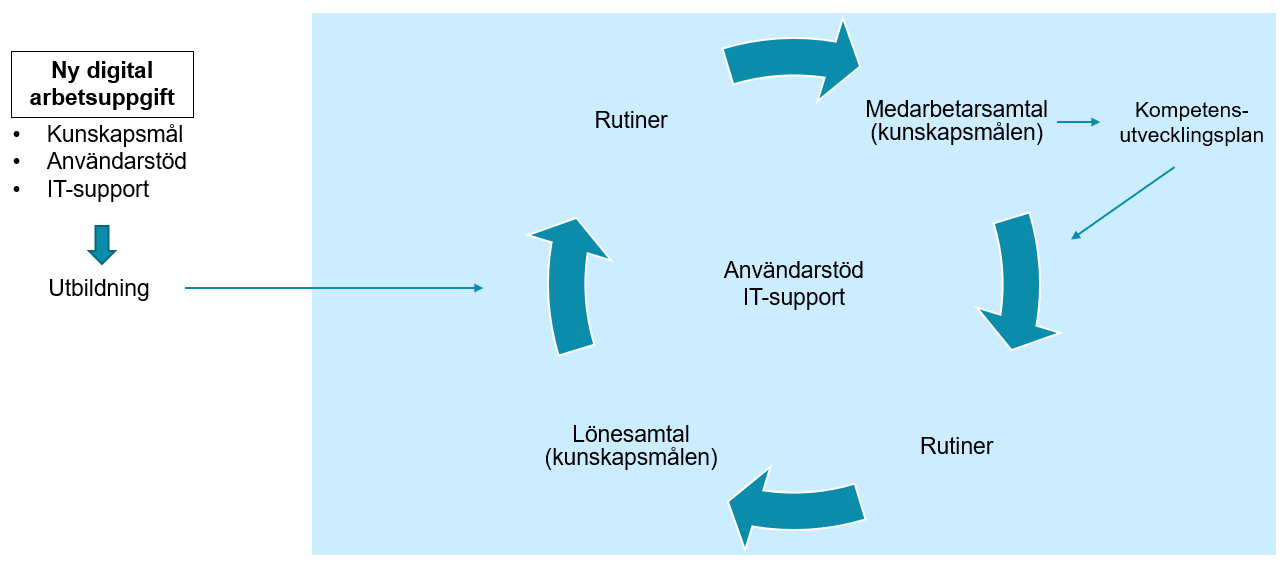 Ny digital
arbetsuppgift
• Kunskapsmål
• Användarstöd
• IT-support
Utbildning
Rutiner
Medarbetarsamtal
(kunskapsmålen)
Kompetens-
utvecklingsplan
Användarstöd
IT-support
Lönesamtal
(kunskapsmålen)
Rutiner